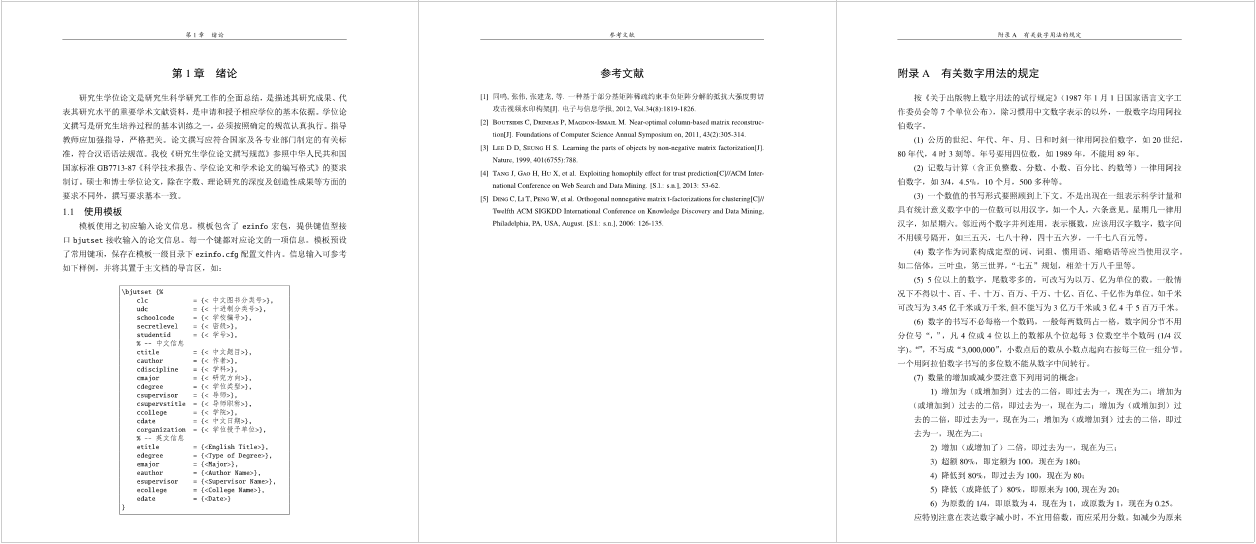 第 1 章 绪论
第 1 章 绪论
研究生学位论文是研究生科学研究工作的全面总结，是描述其研究成果、代
表其研究水平的重要学术文献资料，是申请和授予相应学位的基本依据。学位论
文撰写是研究生培养过程的基本训练之一，必须按照确定的规范认真执行。指导
教师应加强指导，严格把关。论文撰写应符合国家及各专业部门制定的有关标
准，符合汉语语法规范。我校《研究生学位论文撰写规范》参照中华人民共和国
国家标准 GB7713-87《科学技术报告、学位论文和学术论文的编写格式》的要求
制订。硕士和博士学位论文，除在字数、理论研究的深度及创造性成果等方面的
要求不同外，撰写要求基本一致。
1.1 使用模板
模板使用之初应输入论文信息。模板包含了 ezinfo 宏包，提供键值型接
口 bjutset 接收输入的论文信息。每一个键都对应论文的一项信息。模板预设
了常用键项，保存在模板一级目录下 ezinfo.cfg 配置文件内。信息输入可参考
如下样例，并将其置于主文档的导言区，如：
\bjutset {%
clc = {< 中文图书分类号>},
udc = {< 十进制分类号>},
schoolcode = {< 学校编号>},
secretlevel = {< 密级>},
studentid = {< 学号>},
% -- 中文信息
ctitle = {< 中文题目>},
cauthor = {< 作者>},
cdiscipline = {< 学科>},
cmajor = {< 研究方向>},
cdegree = {< 学位类型>},
csupervisor = {< 导师>},
csupervstitle = {< 导师职称>},
ccollege = {< 学院>},
cdate = {< 中文日期>},
corganization = {< 学位授予单位>},
% -- 英文信息
etitle = {<English Title>},
edegree = {<Type of Degree>},
emajor = {<Major>},
eauthor = {<Author Name>},
esupervisor = {<Supervisor Name>},
ecollege = {<College Name>},
edate = {<Date>}
}
参考文献
参考文献
[1] 同鸣, 张伟, 张建龙, 等. 一种基于部分基矩阵稀疏约束非负矩阵分解的抵抗大强度剪切
攻击视频水印构架[J]. 电子与信息学报, 2012, Vol.34(8):1819-1826.
[2] BOUTSIDIS C, DRINEAS P, MAGDON-ISMAIL M. Near-optimal column-based matrix reconstruc-
tion[J]. Foundations of Computer Science Annual Symposium on, 2011, 43(2):305-314.
[3] LEE D D, SEUNG H S. Learning the parts of objects by non-negative matrix factorization[J].
Nature, 1999, 401(6755):788.
[4] TANG J, GAO H, HU X, et al. Exploiting homophily effect for trust prediction[C]//ACM Inter-
national Conference on Web Search and Data Mining. [S.l.: s.n.], 2013: 53-62.
[5] DING C, LI T, PENG W, et al. Orthogonal nonnegative matrix t-factorizations for clustering[C]//
Twelfth ACM SIGKDD International Conference on Knowledge Discovery and Data Mining,
Philadelphia, PA, USA, August. [S.l.: s.n.], 2006: 126-135.
附录 A 有关数字用法的规定
附录 A 有关数字用法的规定
按《关于出版物上数字用法的试行规定》（1987 年 1 月 1 日国家语言文字工
作委员会等 7 个单位公布），除习惯用中文数字表示的以外，一般数字均用阿拉
伯数字。
(1) 公历的世纪、年代、年、月、日和时刻一律用阿拉伯数字，如 20 世纪，
80 年代，4 时 3 刻等。年号要用四位数，如 1989 年，不能用 89 年。
(2) 记数与计算（含正负整数、分数、小数、百分比、约数等）一律用阿拉
伯数字，如 3/4，4.5%，10 个月，500 多种等。
(3) 一个数值的书写形式要照顾到上下文。不是出现在一组表示科学计量和
具有统计意义数字中的一位数可以用汉字，如一个人，六条意见。星期几一律用
汉字，如星期六。邻近两个数字并列连用，表示概数，应该用汉字数字，数字间
不用顿号隔开，如三五天，七八十种，四十五六岁，一千七八百元等。
(4) 数字作为词素构成定型的词、词组、惯用语、缩略语等应当使用汉字。
如二倍体，三叶虫，第三世界，“七五”规划，相差十万八千里等。
(5) 5 位以上的数字，尾数零多的，可改写为以万、亿为单位的数。一般情
况下不得以十、百、千、十万、百万、千万，十亿、百亿、千亿作为单位。如千米
可改写为 3.45 亿千米或万千米, 但不能写为 3 亿万千米或 3 亿 4 千 5 百万千米。
(6) 数字的书写不必每格一个数码，一般每两数码占一格，数字间分节不用
分位号 “，”，凡 4 位或 4 位以上的数都从个位起每 3 位数空半个数码 (1/4 汉
字)。“”，不写成 “3,000,000”，小数点后的数从小数点起向右按每三位一组分节。
一个用阿拉伯数字书写的多位数不能从数字中间转行。
(7) 数量的增加或减少要注意下列用词的概念：
1）增加为（或增加到）过去的二倍，即过去为一，现在为二；增加为
（或增加到）过去的二倍，即过去为一，现在为二；增加为（或增加到）过
去的二倍，即过去为一，现在为二；增加为（或增加到）过去的二倍，即过
去为一，现在为二；
2）增加（或增加了）二倍，即过去为一，现在为三；
3）超额 80%，即定额为 100，现在为 180；
4）降低到 80%，即过去为 100，现在为 80；
5）降低（或降低了）80%，即原来为 100, 现在为 20；
6）为原数的 1/4，即原数为 4，现在为 1，或原数为 1，现在为 0.25。
应特别注意在表达数字减小时，不宜用倍数，而应采用分数。如减少为原来